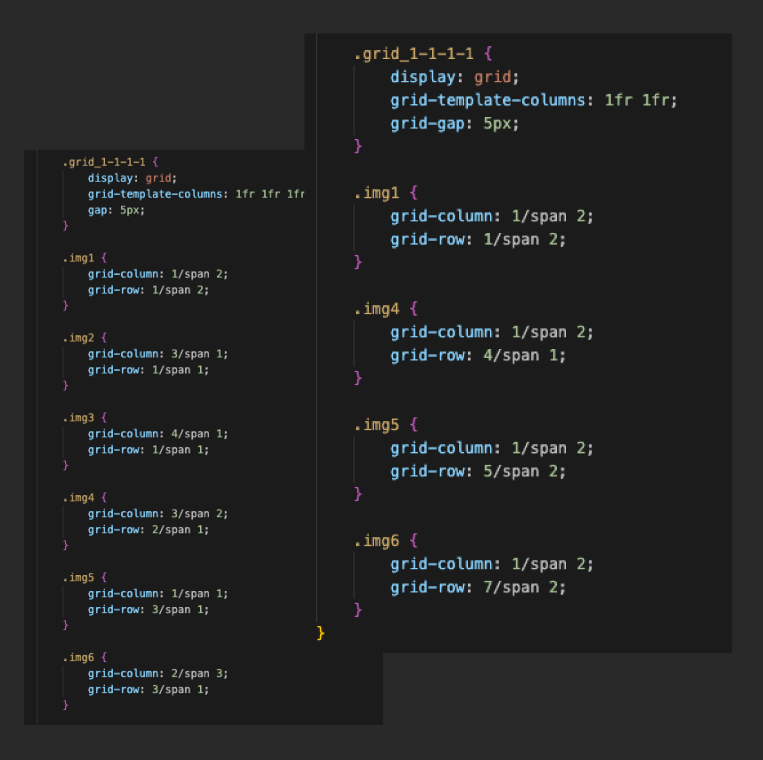 .grid_1-1-1-1 {
display: grid;
grid-template-columns: 1fr 1fr 1fr
gap: 5px;
}
.img1 {
grid-column: 1/span 2;
grid-row: 1/span 2;
}
.img2 {
grid-column: 3/span 1;
grid-row: 1/span 1;
}
.img3 {
grid-column: 4/span 1;
grid-row: 1/span 1;
}
.img4 {
grid-column: 3/span 2;
grid-row: 2/span 1;
}
.img5 {
grid-column: 1/span 1;
grid-row: 3/span 1;
}
.img6 {
grid-column: 2/span 3;
grid-row: 3/span 1;
}
.grid_1-1-1-1 {
display: grid;
grid-template-columns: 1fr 1fr;
grid-gap: 5px;
}
.img1 {
grid-column: 1/span 2;
grid-row: 1/span 2;
}
.img4 {
grid-column: 1/span 2;
grid-row: 4/span 1;
}
.img5 {
grid-column: 1/span 2;
grid-row: 5/span 2;
}
.img6 {
grid-column: 1/span 2;
grid-row: 7/span 2;
}
}